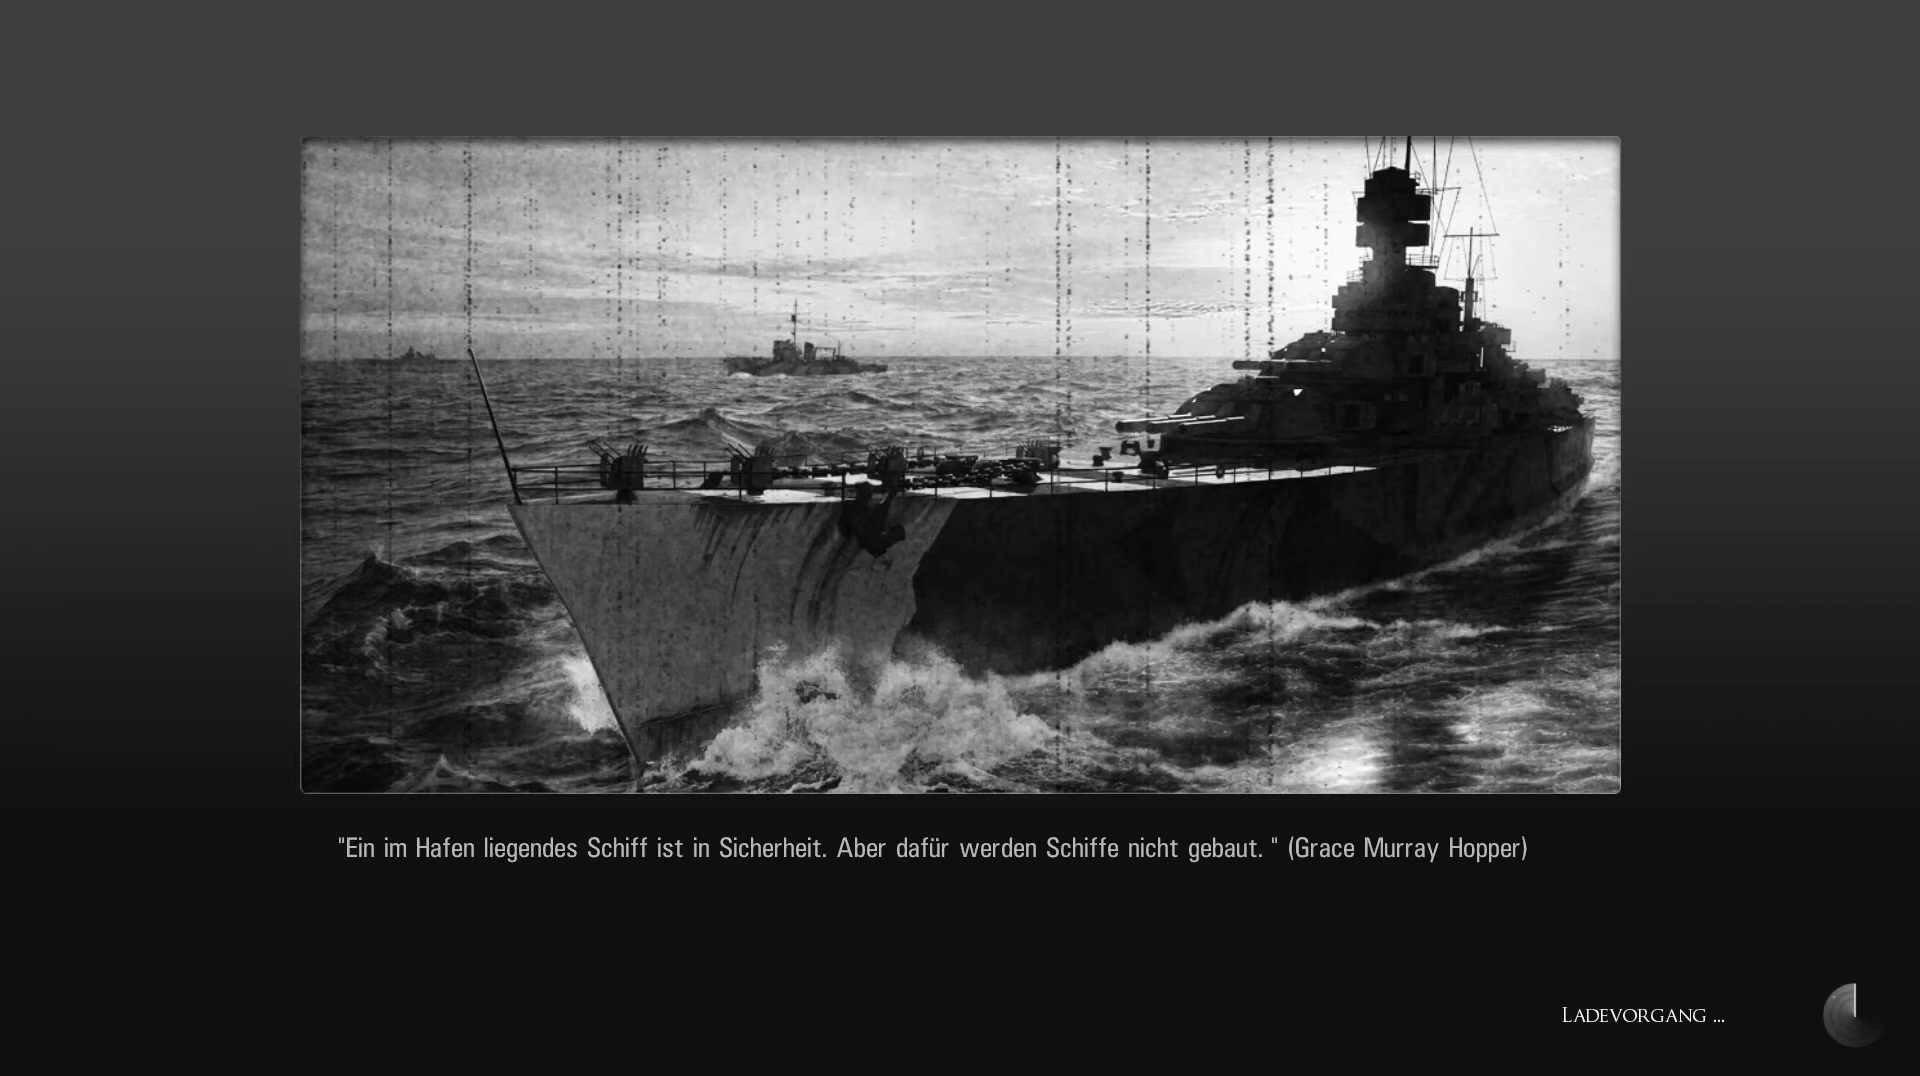 "Ein im Hafen liegendes Schiff ist in Sicherheit. Aber dafür werden Schiffe nicht gebaut. " (Grace Murray Hopper)
Ladevorgang ...